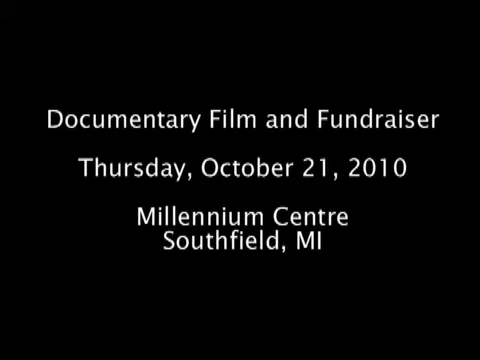 Documentary Film and Fundraiser
Thursday, October 21, 2010
Millennium Centre
Southfield, MI